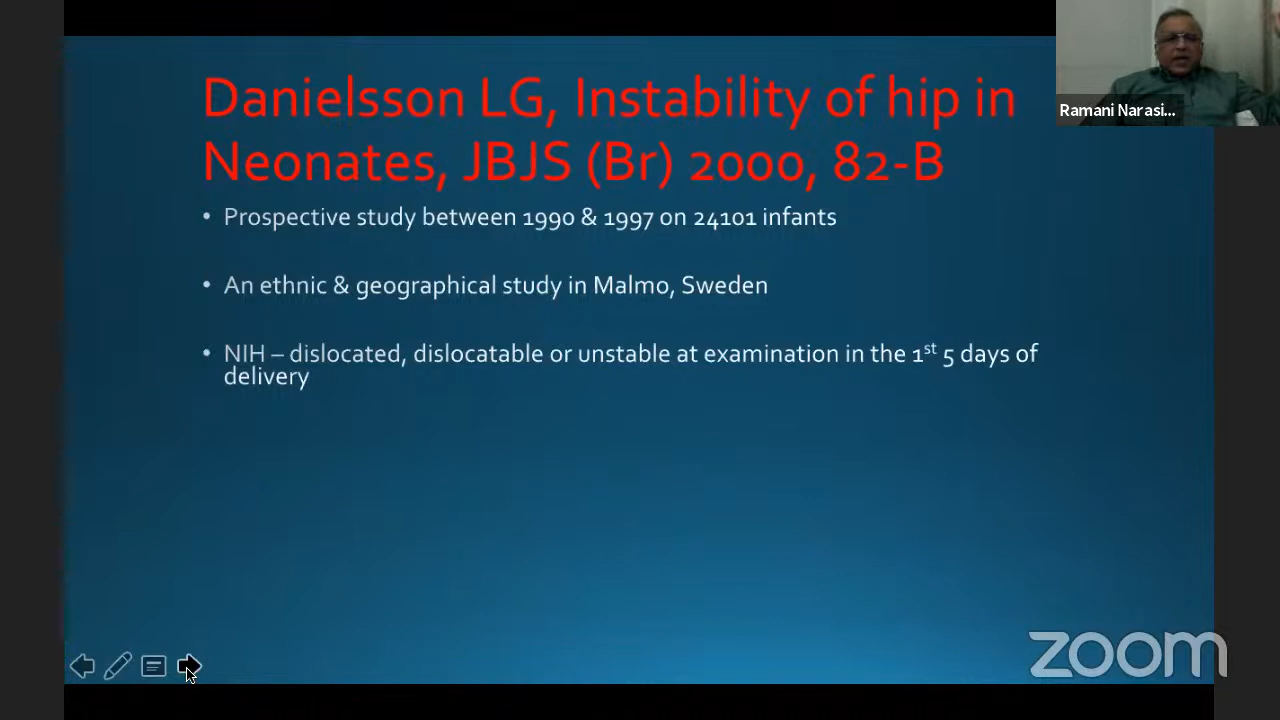 Danielsson LG, Instability of hip in
Neonates, JBJS (Br) 2000, 82-B
• Prospective study between 1990 & 1997 on 24101 infants
• An ethnic & geographical study in Malmo, Sweden
• NIH – dislocated, dislocatable or unstable at examination in the 1st 5 days of
delivery
Ramani Narasi...
zoom